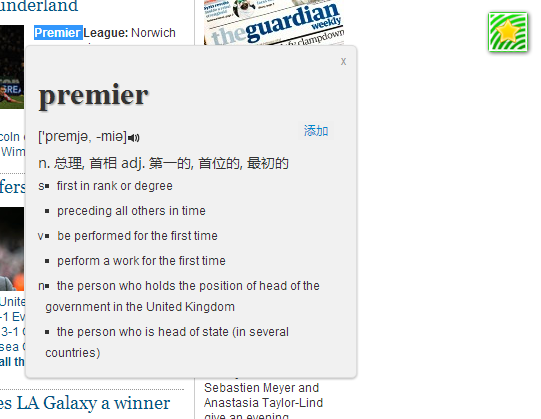 underland
Premier League: Norwich
theguardian
weekly
clampdown
x
premier
['premjə, -miə]
添加
n. 总理, 首相 adj. 第一的, 首位的, 最初的
s▪ first in rank or degree
▪ preceding all others in time
v▪ be performed for the first time
▪ perform a work for the first time
n▪ the person who holds the position of head of the
government in the United Kingdom
▪ the person who is head of state (in several
countries)
coln
Wim
fers
United
-1 Ev
3-1 C
sea C
all th
es LA Galaxy a winner
Sebastien Meyer and
Anastasia Taylor-Lind
give an evening